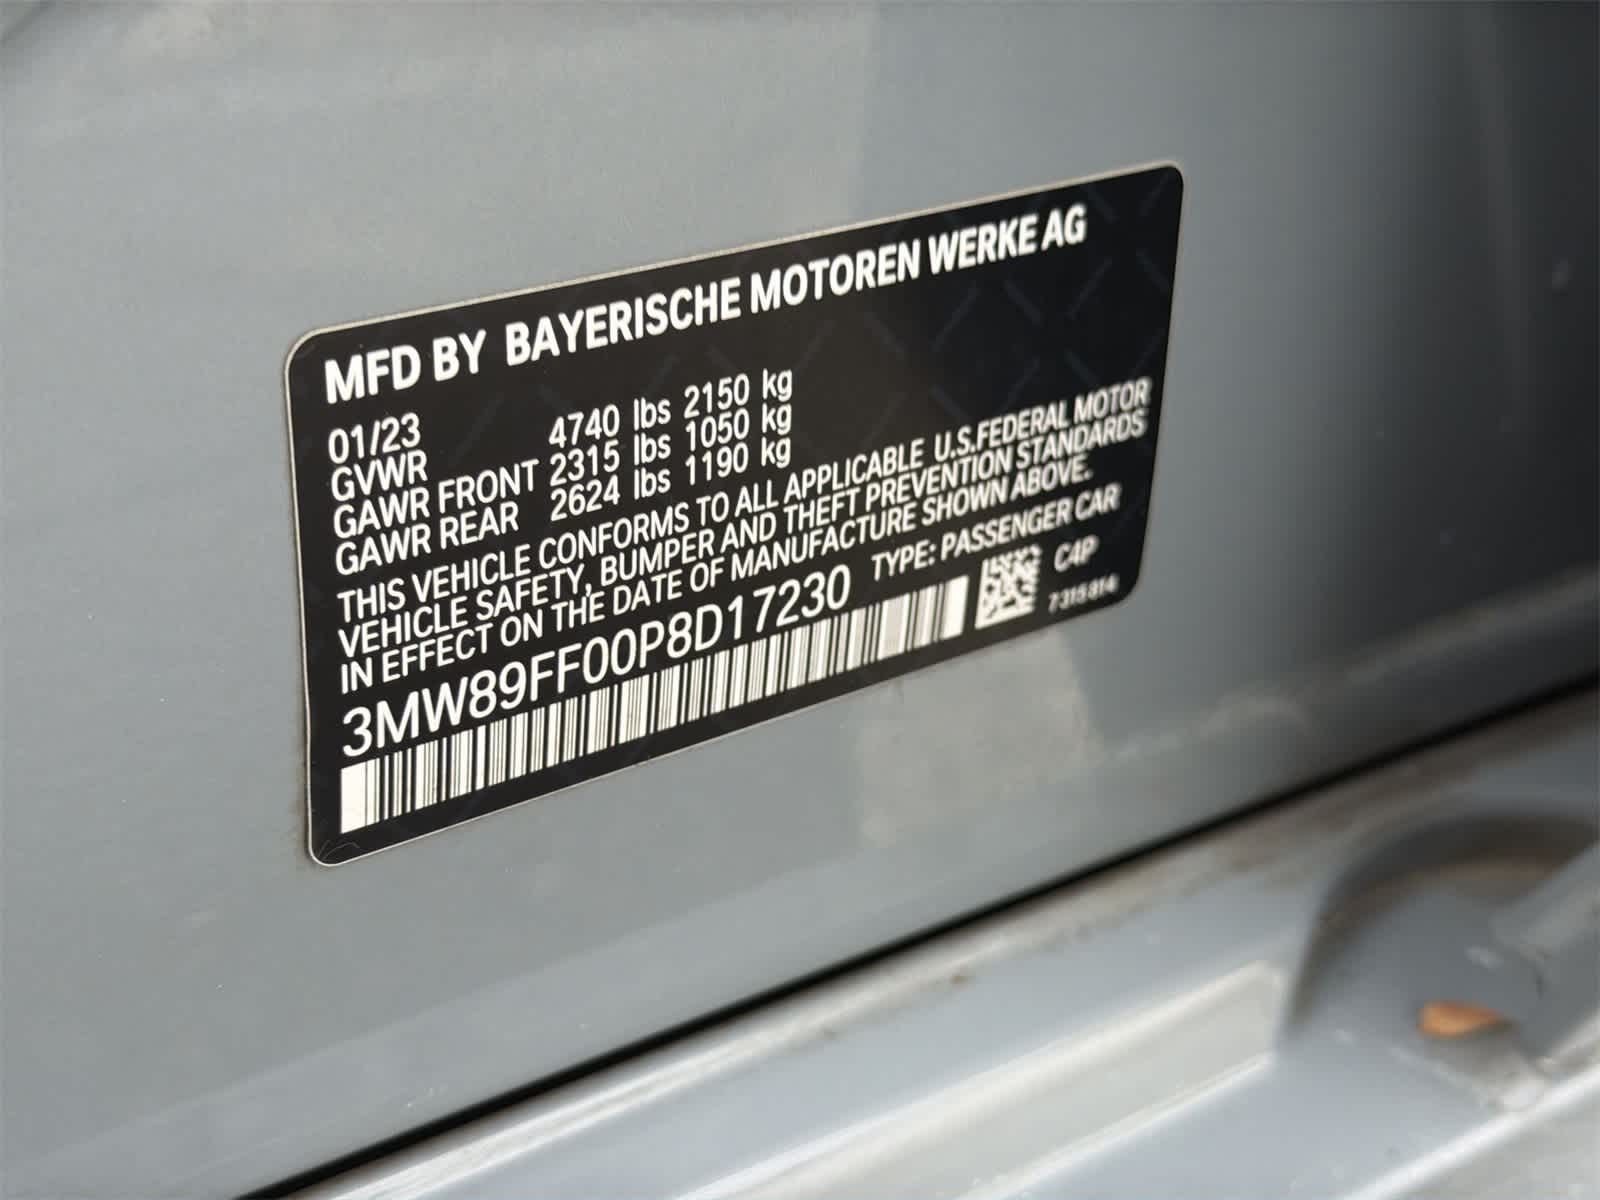 MFD BY BAYERISCHE MOTOREN WERKE AG
01/23
GVWR 4740 lbs 2150 kg
GAWR FRONT 2315 lbs 1050 kg
GAWR REAR 2624 lbs 1190 kg
THIS VEHICLE CONFORMS TO ALL APPLICABLE U.S.FEDERAL MOTOR
VEHICLE SAFETY, BUMPER AND THEFT PREVENTION STANDARDS
IN EFFECT ON THE DATE OF MANUFACTURE SHOWN ABOVE.
3MW89FF00P8D17230 TYPE: PASSENGER CAR
C4P
7315814